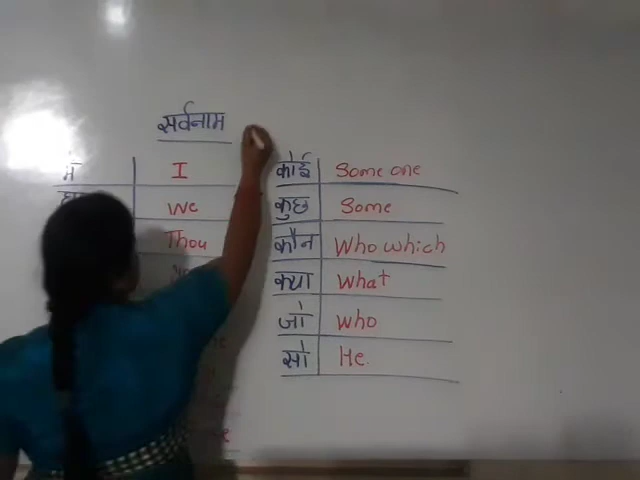 सर्वनाम
में I
We
Thou
कोई Some one
कुछ Some
कौन Who which
क्या What
जो Who
सो He.